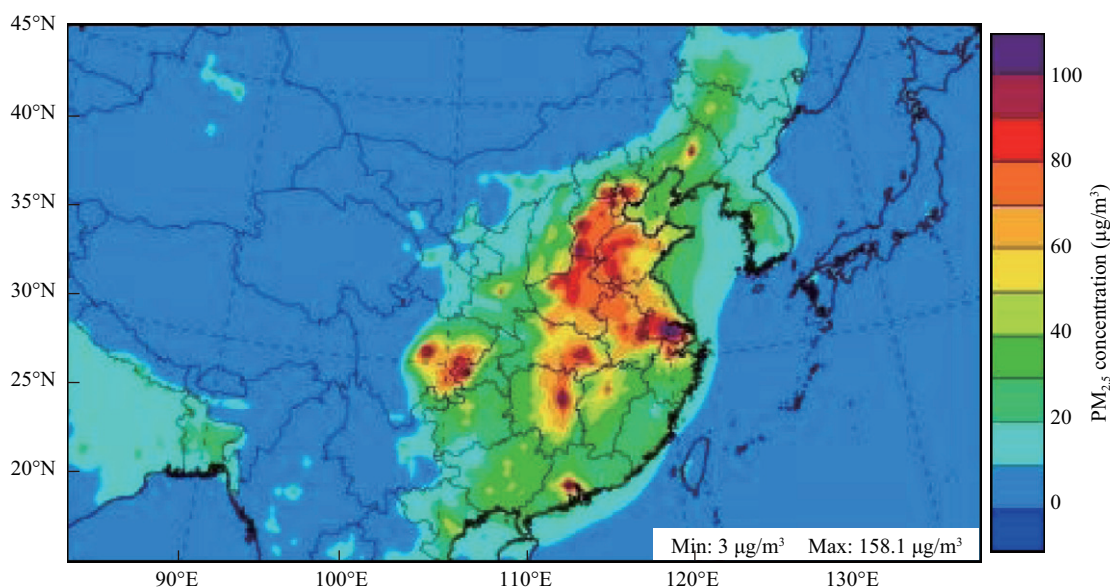 45°N
40°N
35°N
30°N
25°N
20°N
90°E
100°E
110°E
120°E
130°E
Min: 3 μg/m³ Max: 158.1 μg/m³
100
80
60
40
20
0
PM₂.₅ concentration (μg/m³)